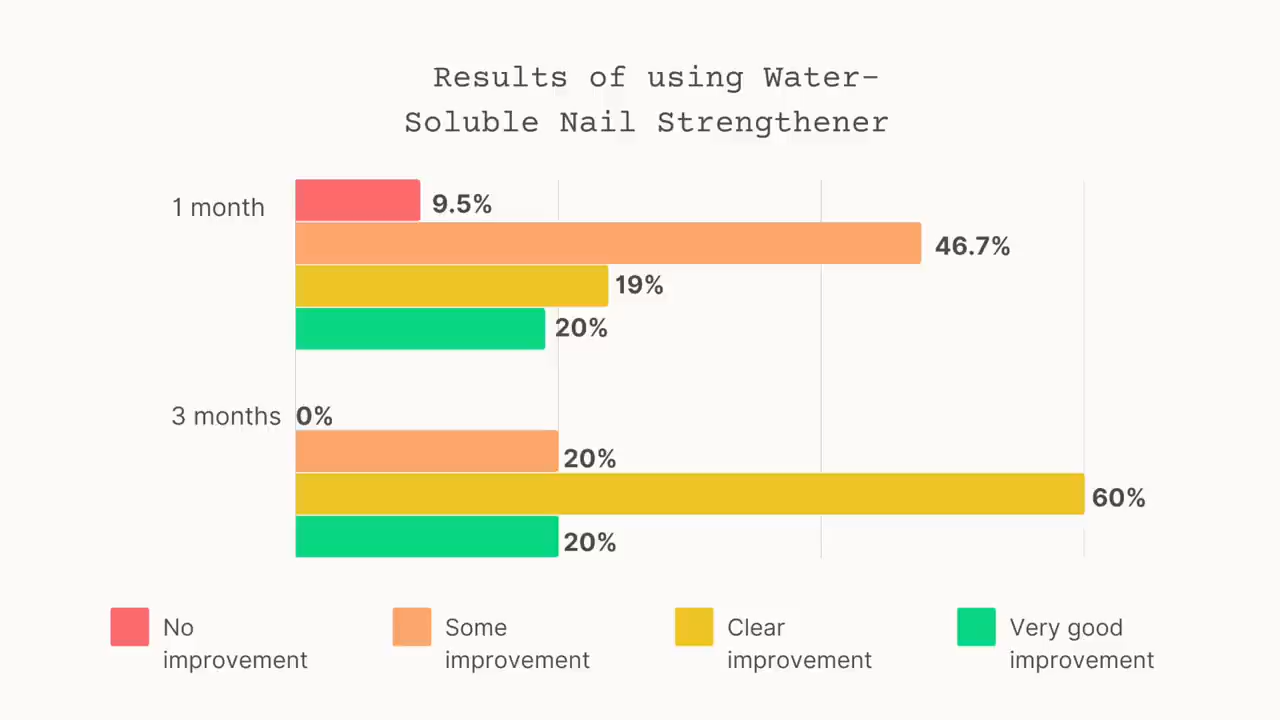 Results of using Water-
Soluble Nail Strengthener
1 month
9.5%
46.7%
19%
20%
3 months
0%
20%
60%
20%
No
improvement
Some
improvement
Clear
improvement
Very good
improvement